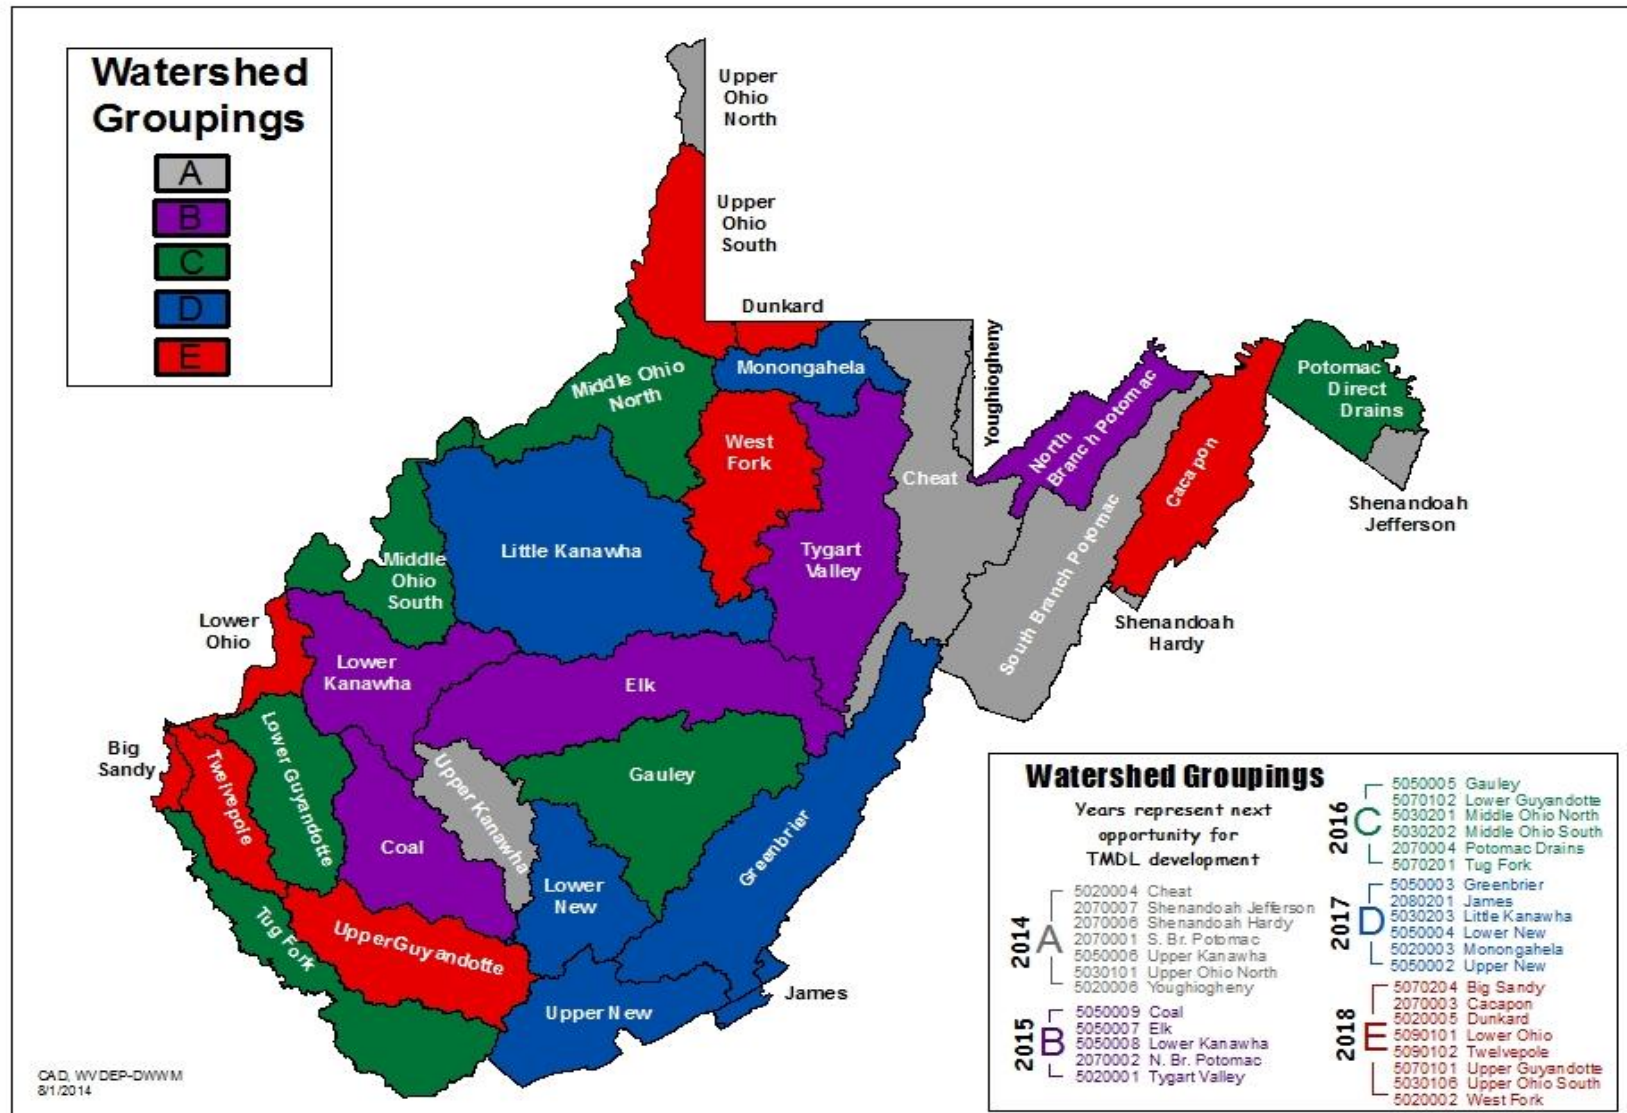 Watershed
Groupings
A
B
C
D
E
Upper
Ohio
North
Upper
Ohio
South
Dunkard
Youghiogheny
Monongahela
Middle Ohio
North
West
Fork
Cheat
North
Branch Potomac
Potomac
Direct
Drains
Cacapon
Shenandoah
Jefferson
South Branch Potomac
Shenandoah
Hardy
Little Kanawha
Tygart
Valley
Middle
Ohio
South
Lower
Ohio
Lower
Kanawha
Elk
Big
Sandy
Twelvepole
Lower Guyandotte
Upper Kanawha
Gauley
Coal
Greenbrier
Lower
New
Tug Fork
Upper Guyandotte
Upper New
James
Watershed Groupings
Years represent next
opportunity for
TMDL development
2014
A
5020004 Cheat
2070007 Shenandoah Jefferson
2070006 Shenandoah Hardy
2070001 S. Br. Potomac
5050006 Upper Kanawha
5030101 Upper Ohio North
5020006 Youghiogheny
2015
B
5050009 Coal
5050007 Elk
5050008 Lower Kanawha
2070002 N. Br. Potomac
5020001 Tygart Valley
2016
C
5050005 Gauley
5070102 Lower Guyandotte
5030201 Middle Ohio North
5030202 Middle Ohio South
2070004 Potomac Drains
5070201 Tug Fork
2017
D
5050003 Greenbrier
2080201 James
5030203 Little Kanawha
5050004 Lower New
5020003 Monongahela
5050002 Upper New
2018
E
5070204 Big Sandy
2070003 Cacapon
5020005 Dunkard
5090101 Lower Ohio
5090102 Twelvepole
5070101 Upper Guyandotte
5030106 Upper Ohio South
5020002 West Fork
CAD, WVDEP-DWWM
8/1/2014